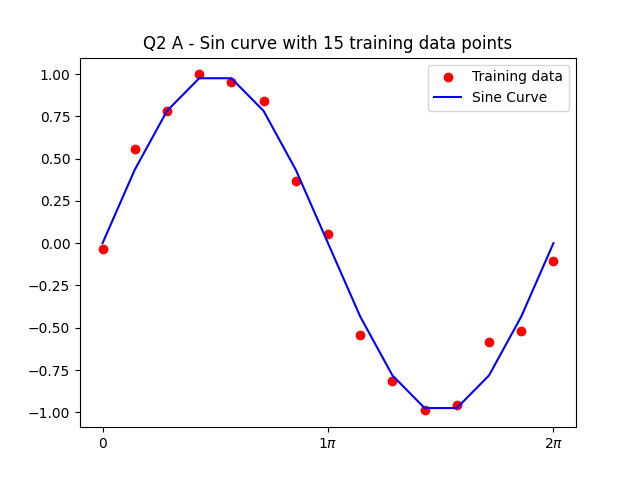 Q2 A - Sin curve with 15 training data points
Training data
Sine Curve
1.00
0.75
0.50
0.25
0.00
−0.25
−0.50
−0.75
−1.00
0 1π 2π